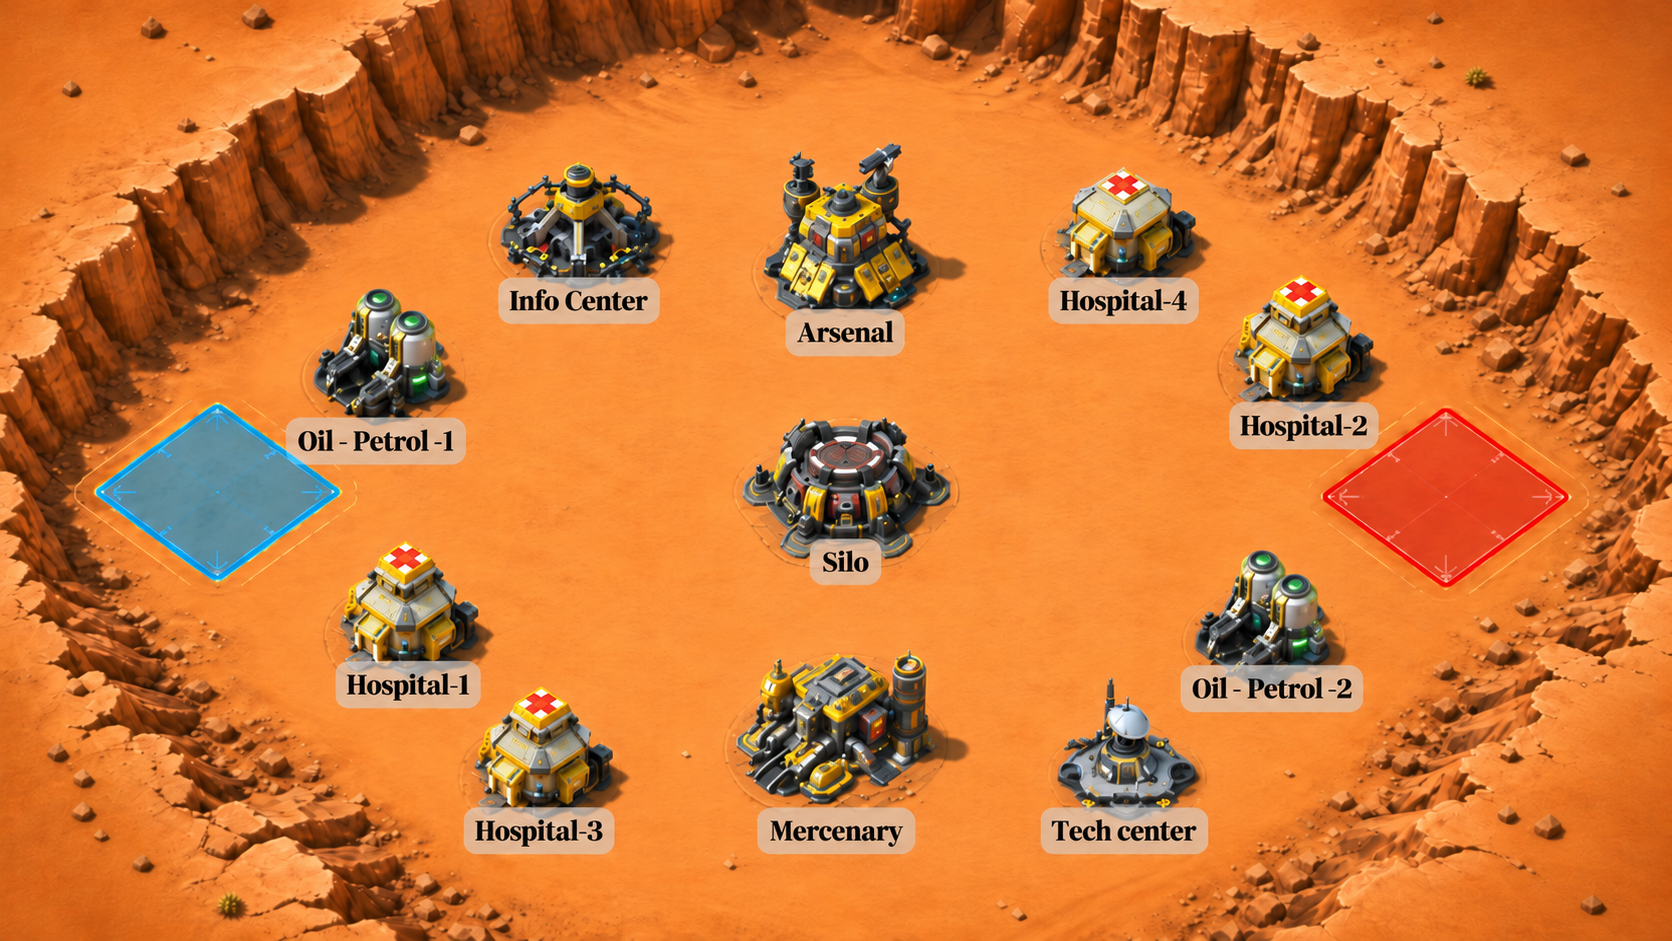 Info Center
Arsenal
Hospital-4
Oil - Petrol -1
Hospital-2
Silo
Hospital-1
Oil - Petrol -2
Hospital-3
Mercenary
Tech center